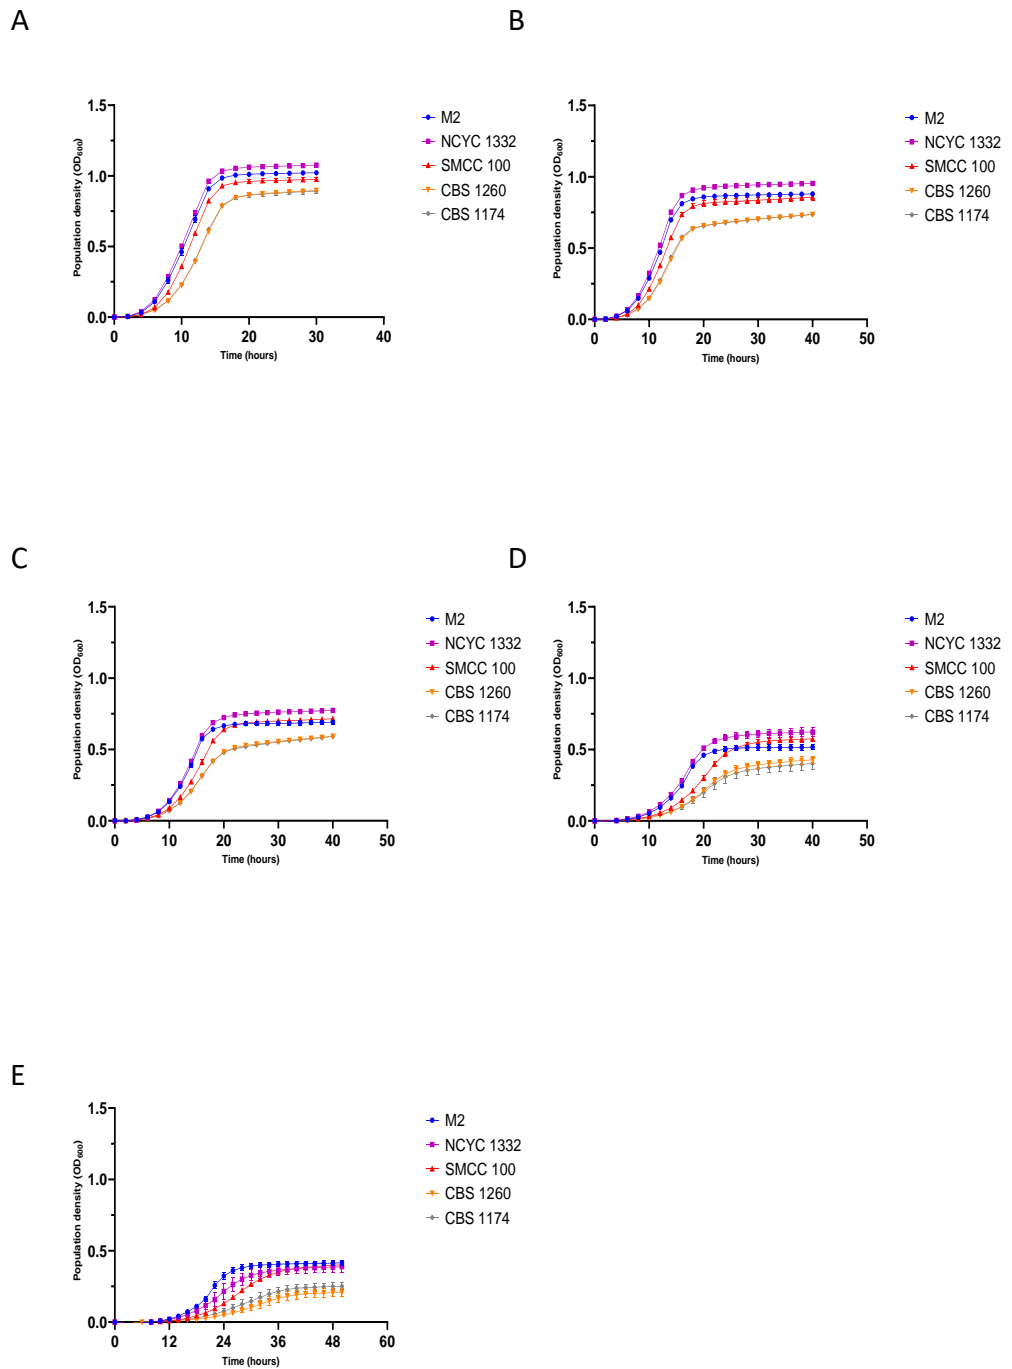 A
B
Population density (OD600)
1.5
1.0
0.5
0.0
0 10 20 30 40
Time (hours)
M2
NCYC 1332
SMCC 100
CBS 1260
CBS 1174
Population density (OD600)
1.5
1.0
0.5
0.0
0 10 20 30 40 50
Time (hours)
M2
NCYC 1332
SMCC 100
CBS 1260
CBS 1174
C
D
Population density (OD600)
1.5
1.0
0.5
0.0
0 10 20 30 40 50
Time (hours)
M2
NCYC 1332
SMCC 100
CBS 1260
CBS 1174
Population density (OD600)
1.5
1.0
0.5
0.0
0 10 20 30 40 50
Time (hours)
M2
NCYC 1332
SMCC 100
CBS 1260
CBS 1174
E
Population density (OD600)
1.5
1.0
0.5
0.0
0 12 24 36 48 60
Time (hours)
M2
NCYC 1332
SMCC 100
CBS 1260
CBS 1174